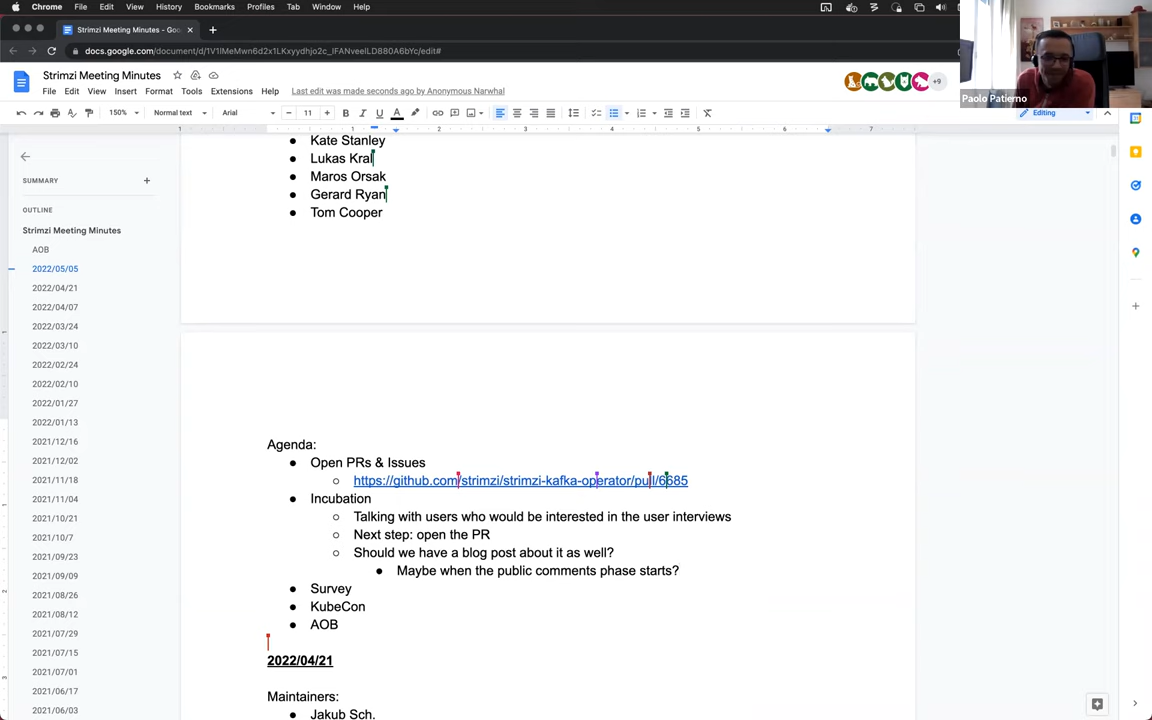 Chrome File Edit View History Bookmarks Profiles Tab Window Help
Strimzi Meeting Minutes - Goo
docs.google.com/document/d/1V1lMeMwn6d2x1LKxyydhjo2c_IFANveelLD880A6bYc/edit#
Strimzi Meeting Minutes
File Edit View Insert Format Tools Extensions Help Last edit was made seconds ago by Anonymous Narwhal
+9
Paolo Patierno
150% Normal text Arial 11 Editing
1 1 2 3 4 5 6 7
SUMMARY
OUTLINE
Strimzi Meeting Minutes
AOB
2022/05/05
2022/04/21
2022/04/07
2022/03/24
2022/03/10
2022/02/24
2022/02/10
2022/01/27
2022/01/13
2021/12/16
2021/12/02
2021/11/18
2021/11/04
2021/10/21
2021/10/7
2021/09/23
2021/09/09
2021/08/26
2021/08/12
2021/07/29
2021/07/15
2021/07/01
2021/06/17
2021/06/03
● Kate Stanley
● Lukas Kral
● Maros Orsak
● Gerard Ryan
● Tom Cooper
Agenda:
● Open PRs & Issues
○ https://github.com/strimzi/strimzi-kafka-operator/pull/6685
● Incubation
○ Talking with users who would be interested in the user interviews
○ Next step: open the PR
○ Should we have a blog post about it as well?
● Maybe when the public comments phase starts?
● Survey
● KubeCon
● AOB
2022/04/21
Maintainers:
● Jakub Sch.